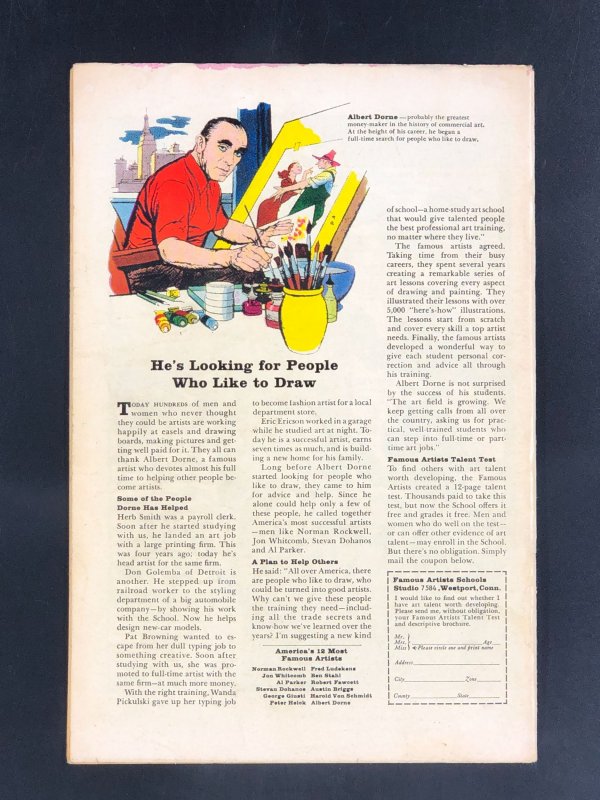 Albert Dorne — probably the greatest
money-maker in the history of commercial art.
At the height of his career, he began a
full-time search for people who like to draw.
He's Looking for People
Who Like to Draw
TODAY HUNDREDS of men and
women who never thought
they could be artists are working
happily at easels and drawing
boards, making pictures and get-
ting well paid for it. They all can
thank Albert Dorne, a famous
artist who devotes almost his full
time to helping other people be-
come artists.
Some of the People
Dorne Has Helped
Herb Smith was a payroll clerk.
Soon after he started studying
with us, he landed an art job
with a large printing firm. This
was four years ago: today he's
head artist for the same firm.
Don Golemba of Detroit is
another. He stepped up from
railroad worker to the styling
department of a big automobile
company—by showing his work
with the School. Now he helps
design new-car models.
Pat Browning wanted to es-
cape from her dull typing job to
something creative. Soon after
studying with us, she was pro-
moted to full-time artist with the
same firm—at much more money.
With the right training, Wanda
Pickulski gave up her typing job
to become fashion artist for a local
department store.
Eric Ericson worked in a garage
while he studied art at night. To-
day he is a successful artist, earns
seven times as much, and is build-
ing a new home for his family.
Long before Albert Dorne
started looking for people who
like to draw, they came to him
for advice and help. Since he
alone could help only a few of
these people, he called together
America's most successful artists
—men like Norman Rockwell,
Jon Whitcomb, Stevan Dohanos
and Al Parker.
A Plan to Help Others
He said: "All over America, there
are people who like to draw, who
could be turned into good artists.
Why can't we give these people
the training they need—includ-
ing all the trade secrets and
know-how we've learned over the
years? I'm suggesting a new kind
America's 12 Most
Famous Artists
Norman Rockwell Fred Ludekens
Jon Whitcomb Ben Stahl
Al Parker Robert Fawcett
Stevan Dohanos Austin Briggs
George Giusti Harold Von Schmidt
Peter Helck Albert Dorne
of school—a home-study art school
that would give talented people
the best professional art training,
no matter where they live."
The famous artists agreed.
Taking time from their busy
careers, they spent several years
creating a remarkable series of
art lessons covering every aspect
of drawing and painting. They
illustrated their lessons with over
5,000 "here's-how" illustrations.
The lessons start from scratch
and cover every skill a top artist
needs. Finally, the famous artists
developed a wonderful way to
give each student personal cor-
rection and advice all through
his training.
Albert Dorne is not surprised
by the success of his students.
"The art field is growing. We
keep getting calls from all over
the country, asking us for prac-
tical, well-trained students who
can step into full-time or part-
time art jobs."
Famous Artists Talent Test
To find others with art talent
worth developing, the Famous
Artists created a 12-page talent
test. Thousands paid to take this
test, but now the School offers it
free and grades it free. Men and
women who do well on the test—
or can offer other evidence of art
talent—may enroll in the School.
But there's no obligation. Simply
mail the coupon below.
Famous Artists Schools
Studio 7584, Westport, Conn.
I would like to find out whether I
have art talent worth developing.
Please send me, without obligation,
your Famous Artists Talent Test
and descriptive brochure.
Mr.
Mrs. Age
Miss Please circle one and print name
Address
City Zone
County State